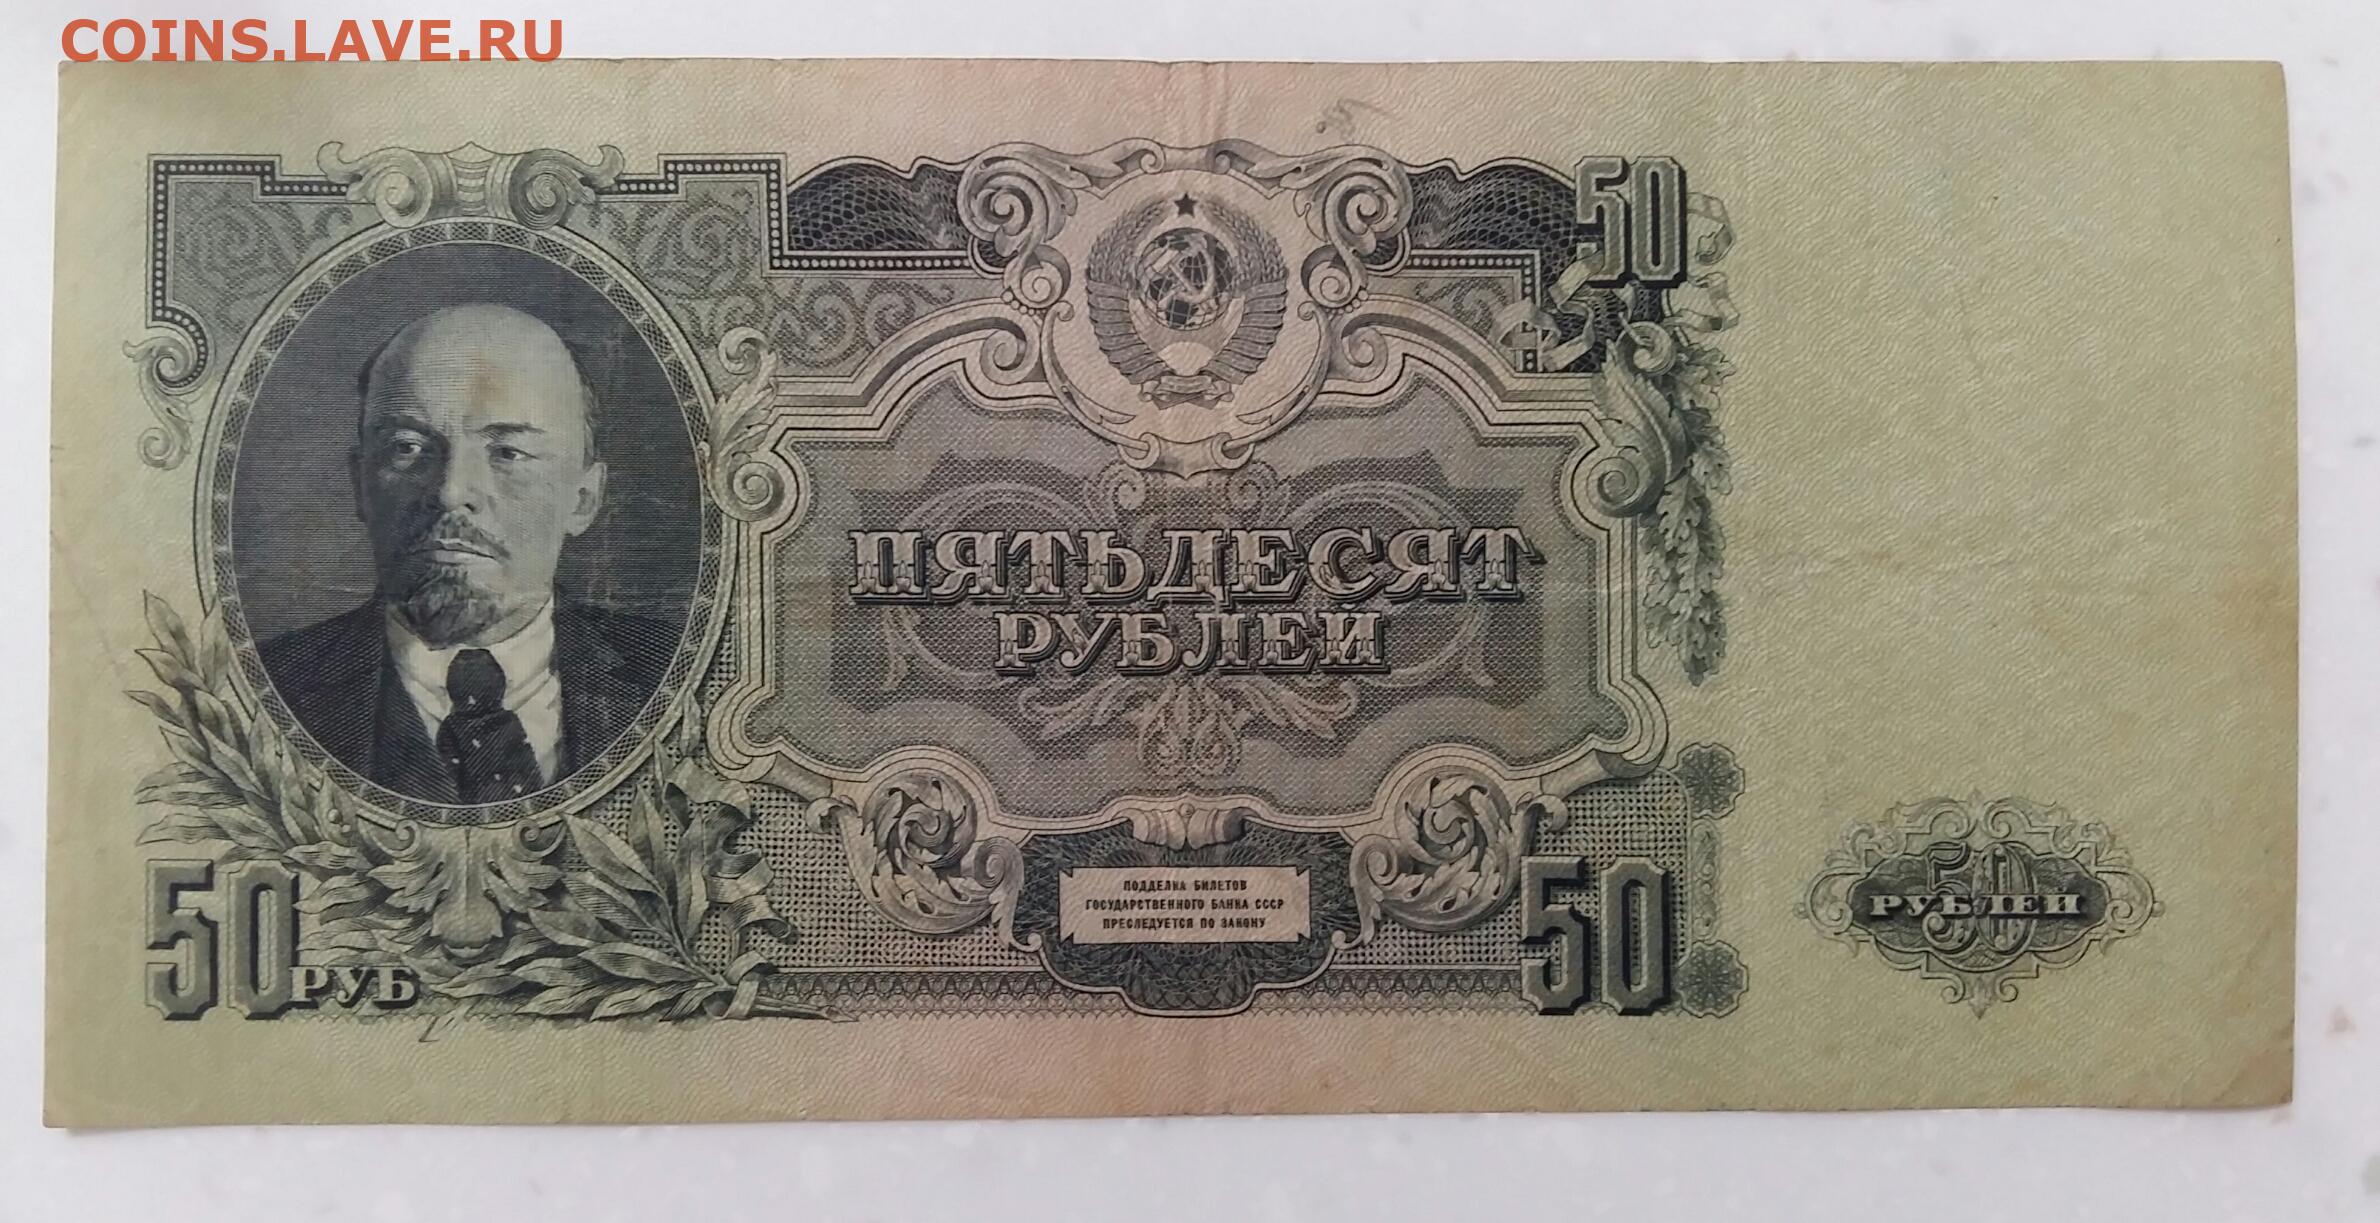 COINS.LAVE.RU
50
ПЯТЬДЕСЯТ
РУБЛЕЙ
ПОДДЕЛКА БИЛЕТОВ
ГОСУДАРСТВЕННОГО БАНКА СССР
ПРЕСЛЕДУЕТСЯ ПО ЗАКОНУ
50 РУБ
50
50
РУБЛЕЙ